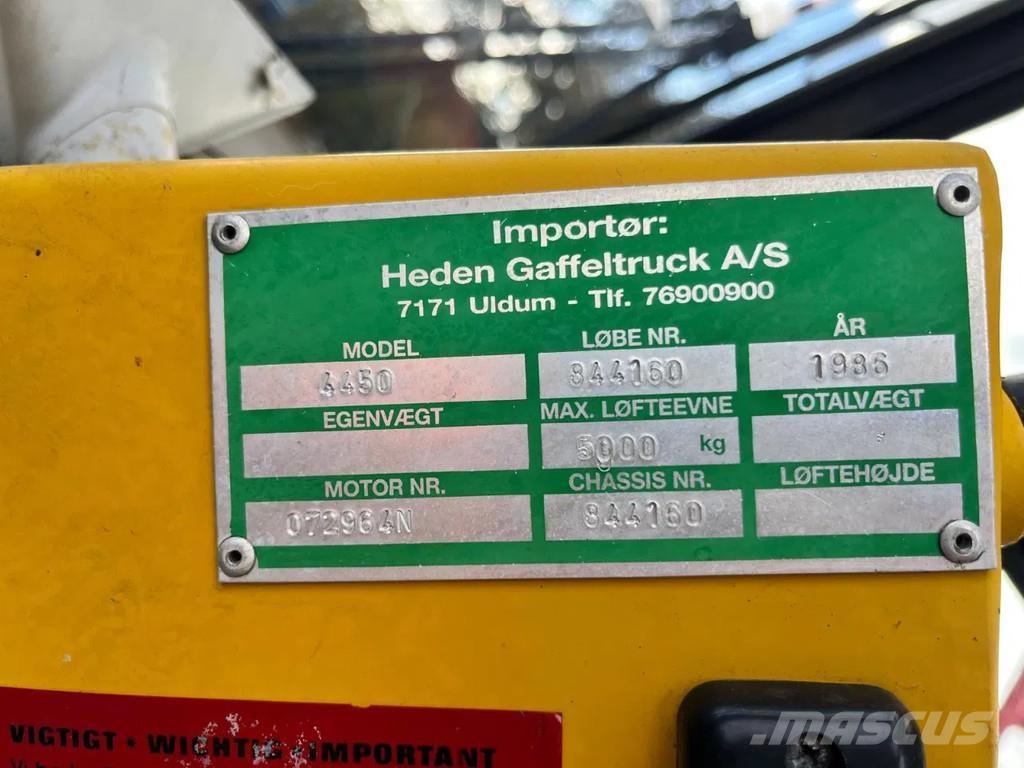 Importør:
Heden Gaffeltruck A/S
7171 Uldum - Tlf. 76900900
MODEL LØBE NR. ÅR
4450 844160 1986
EGENVÆGT MAX. LØFTEEVNE TOTALVÆGT
5000 kg
MOTOR NR. CHASSIS NR. LØFTEHØJDE
072964N 844160
VIGTIGT • WICHTIG • IMPORTANT
MASCUS